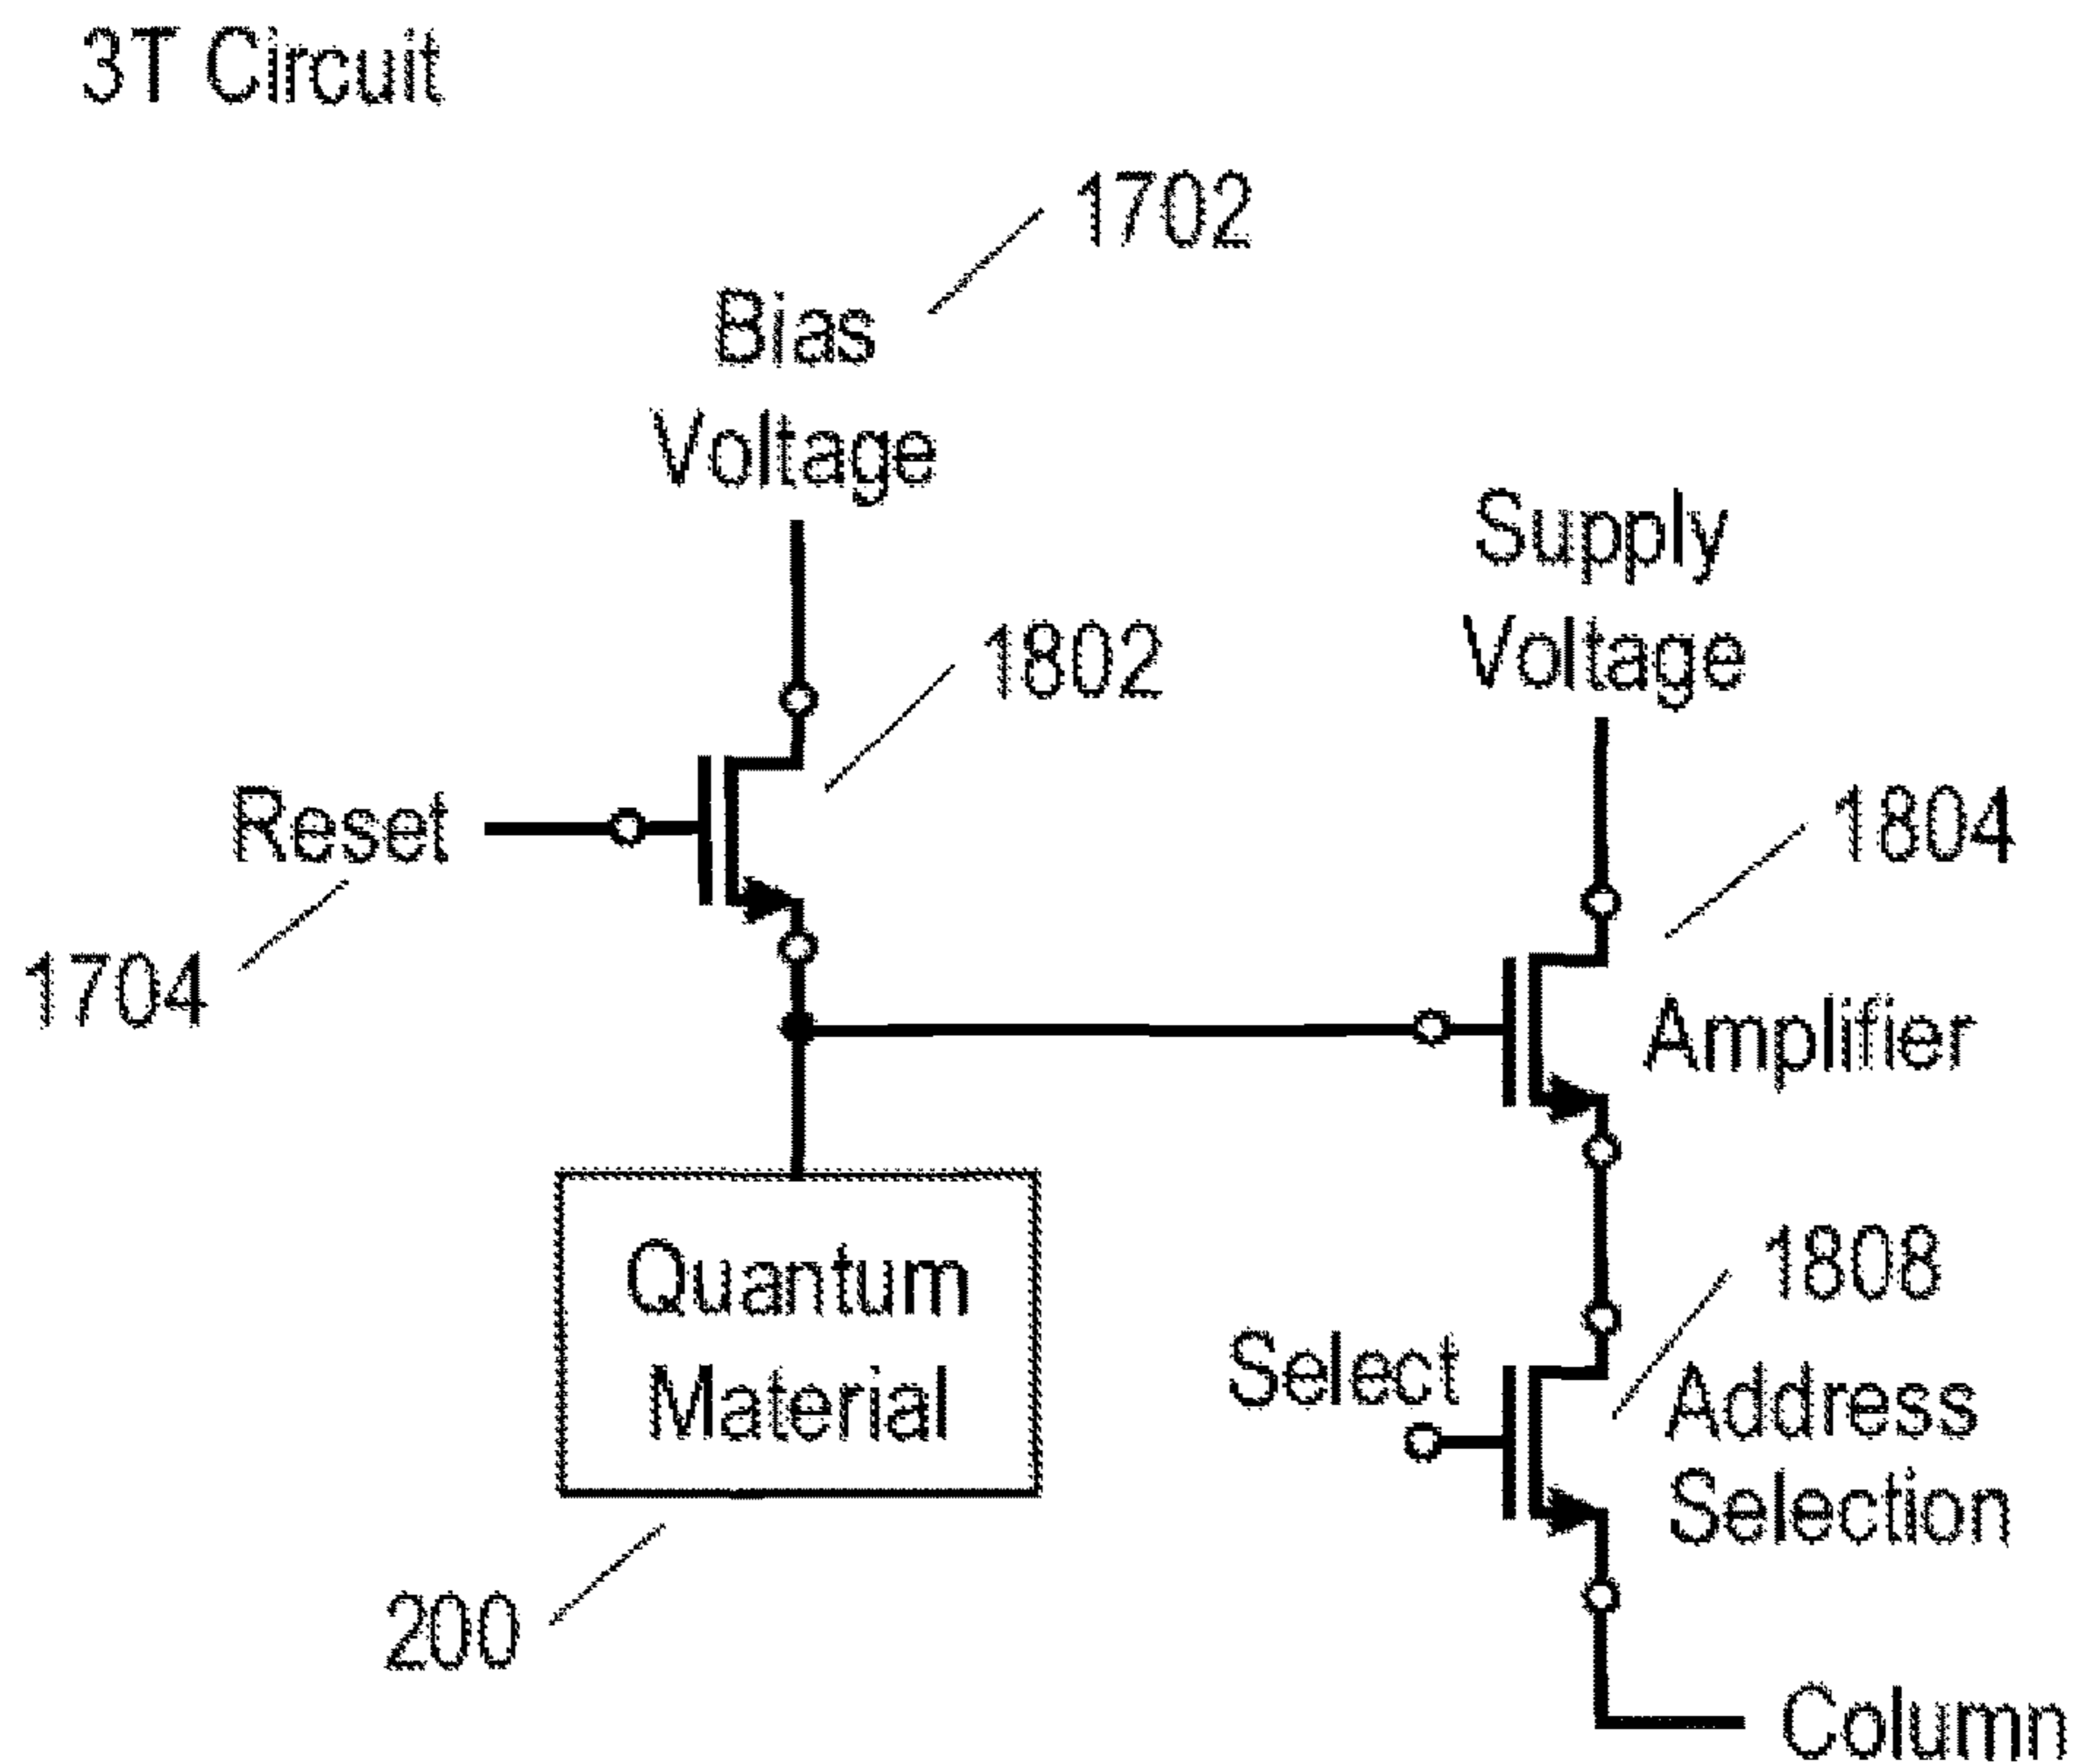 3T Circuit
1702
Bias
Voltage
Supply
Voltage
1802
Reset
1804
1704
Amplifier
Quantum
Material
1808
Select
Address
Selection
200
Column